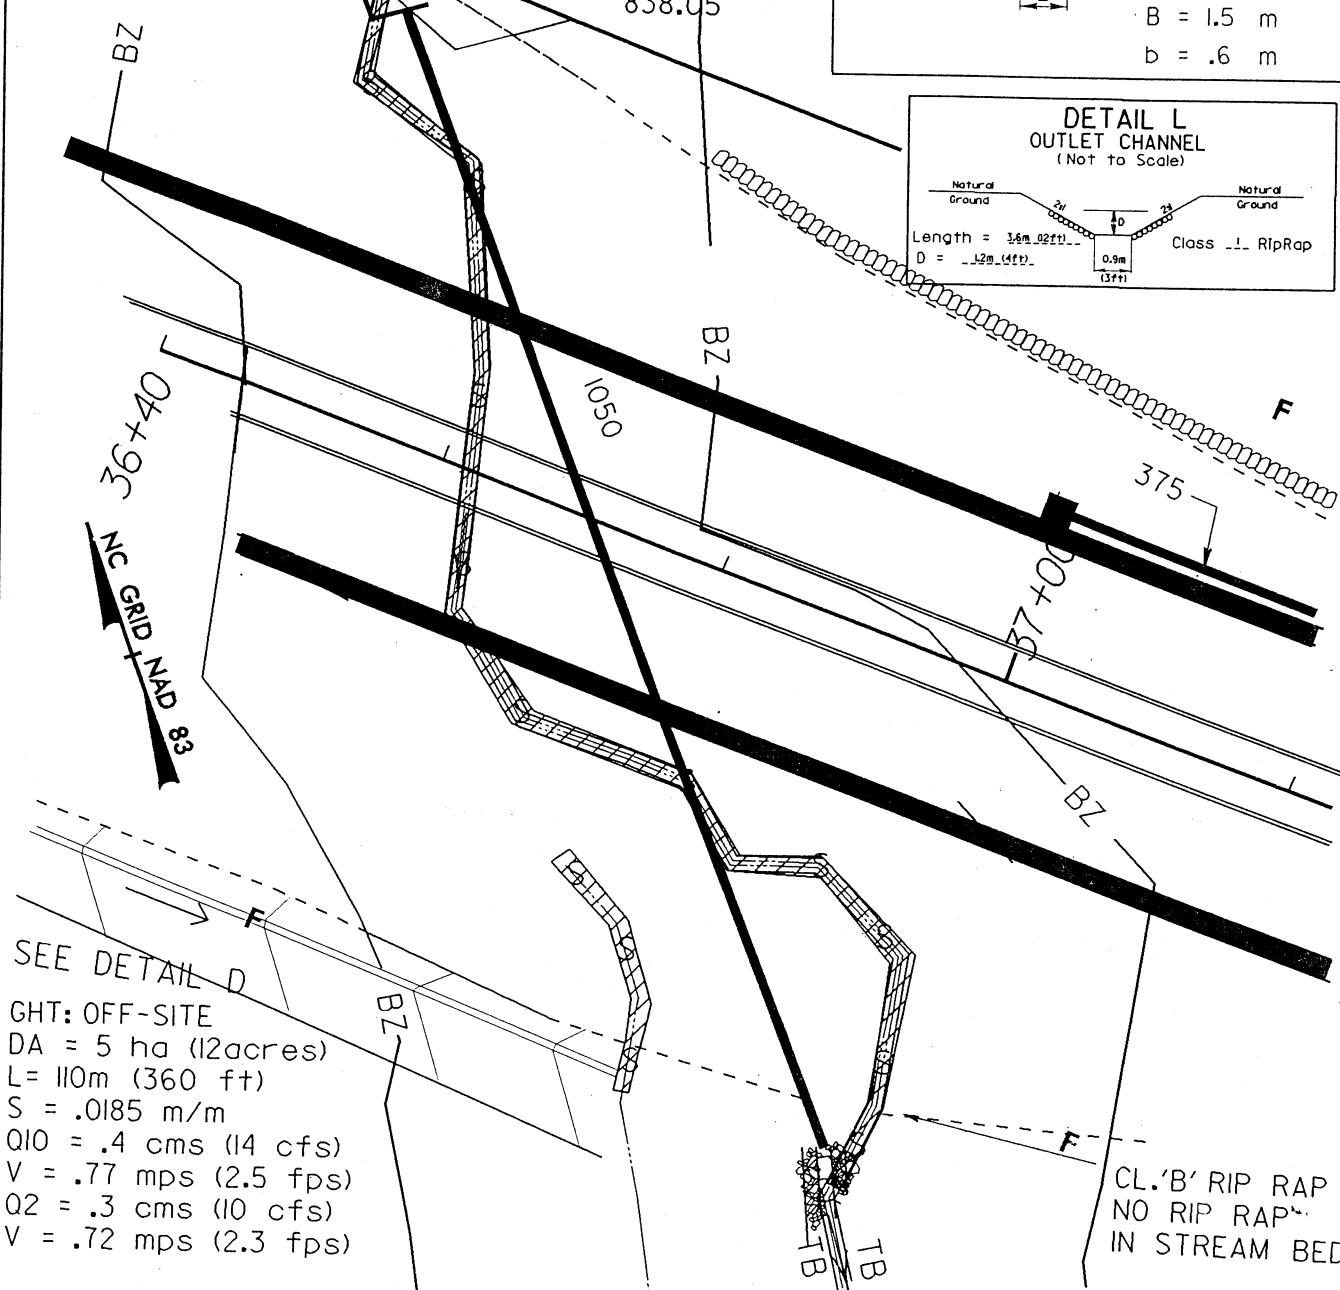 838.05
B = 1.5 m
b = .6 m
DETAIL L
OUTLET CHANNEL
(Not to Scale)
Natural
Ground
2:1
D
2:1
Natural
Ground
Length = 3.6m (12ft)
D = 1.2m (4ft)
0.9m
(3ft)
Class I RipRap
BZ
BZ
1050
36+40
F
375
37+00
NC GRID NAD 83
BZ
F
SEE DETAIL D
BZ
GHT: OFF-SITE
DA = 5 ha (12acres)
L= 110m (360 ft)
S = .0185 m/m
Q10 = .4 cms (14 cfs)
V = .77 mps (2.5 fps)
Q2 = .3 cms (10 cfs)
V = .72 mps (2.3 fps)
F
CL.'B' RIP RAP
NO RIP RAP
IN STREAM BED
TB
TB